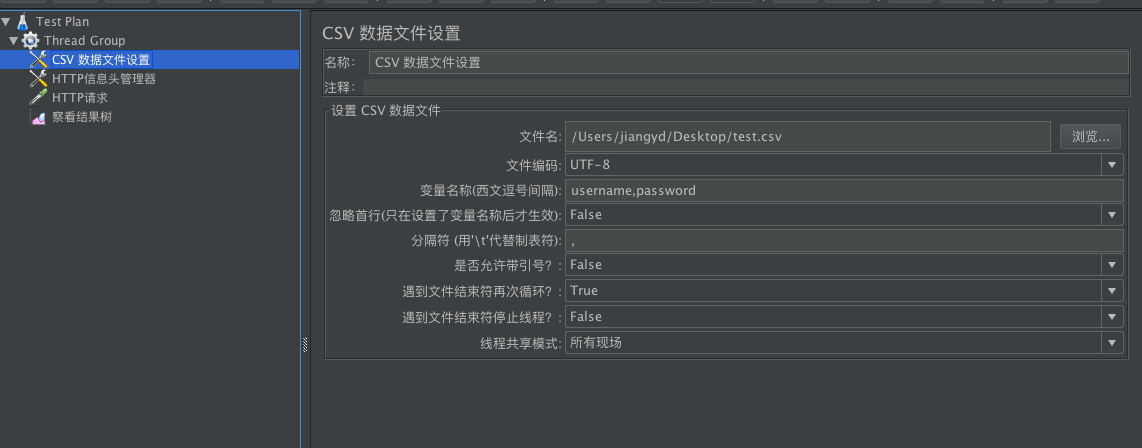 Test Plan
Thread Group
CSV 数据文件设置
HTTP信息头管理器
HTTP请求
察看结果树
CSV 数据文件设置
名称： CSV 数据文件设置
注释：
设置 CSV 数据文件
文件名: /Users/jiangyd/Desktop/test.csv 浏览...
文件编码: UTF-8
变量名称(西文逗号间隔): username,password
忽略首行(只在设置了变量名称后才生效): False
分隔符 (用'\t'代替制表符): ,
是否允许带引号？: False
遇到文件结束符再次循环？: True
遇到文件结束符停止线程？: False
线程共享模式: 所有现场